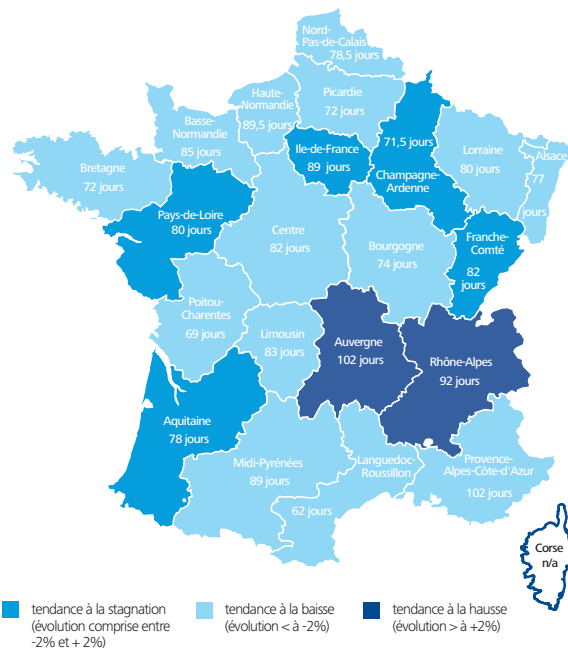 Nord-
Pas-de-Calais
78,5 jours
Haute-
Normandie
89,5 jours
Picardie
72 jours
Basse-
Normandie
85 jours
Ile-de-France
89 jours
71,5 jours
Champagne-
Ardenne
Lorraine
80 jours
Alsace
77
jours
Bretagne
72 jours
Pays-de-Loire
80 jours
Centre
82 jours
Bourgogne
74 jours
Franche-
Comté
82
jours
Poitou-
Charentes
69 jours
Limousin
83 jours
Auvergne
102 jours
Rhône-Alpes
92 jours
Aquitaine
78 jours
Midi-Pyrénées
89 jours
Languedoc-
Roussillon
62 jours
Provence-
Alpes-Côte-d'Azur
102 jours
Corse
n/a
tendance à la stagnation
(évolution comprise entre
-2% et + 2%)
tendance à la baisse
(évolution < à -2%)
tendance à la hausse
(évolution > à +2%)